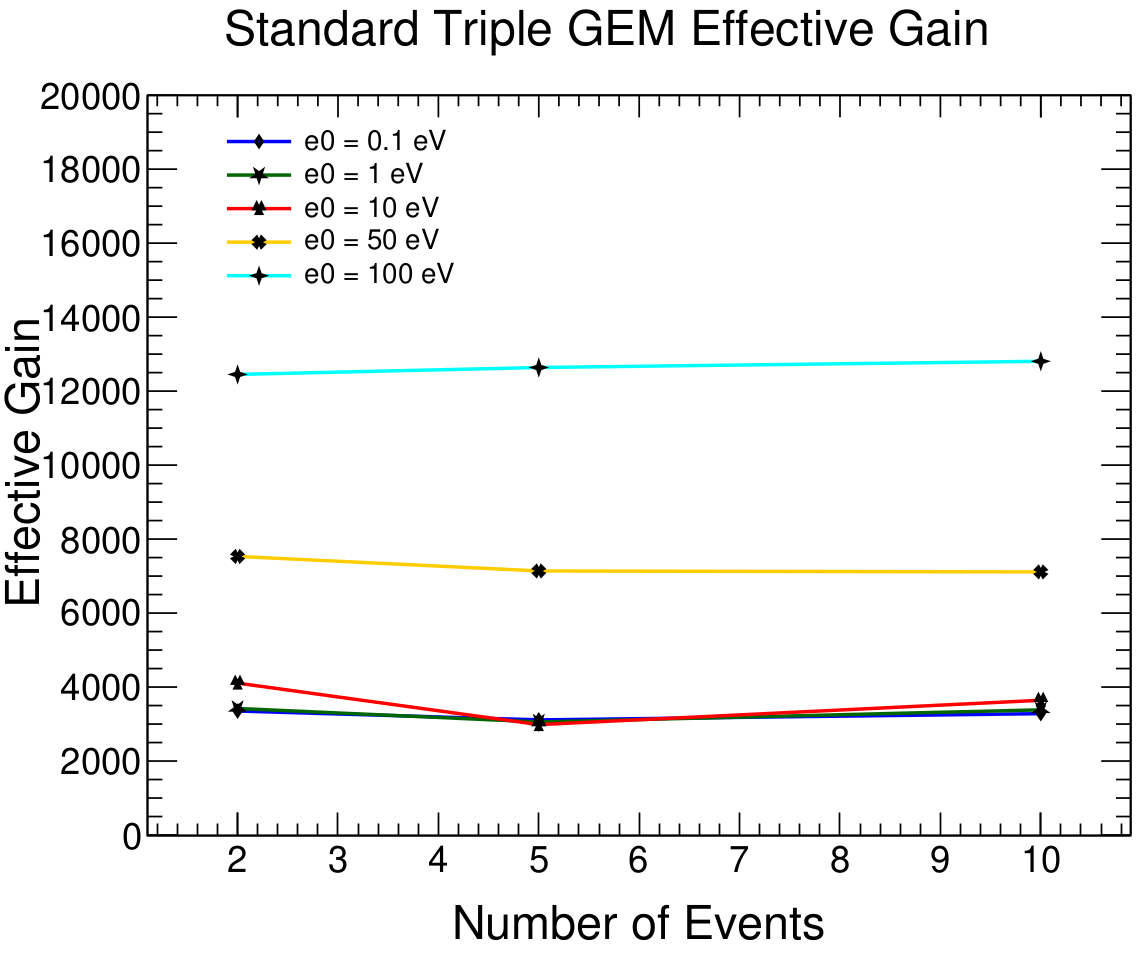 Standard Triple GEM Effective Gain
20000
18000
16000
14000
12000
10000
8000
6000
4000
2000
0
Effective Gain
e0 = 0.1 eV
e0 = 1 eV
e0 = 10 eV
e0 = 50 eV
e0 = 100 eV
2 3 4 5 6 7 8 9 10
Number of Events